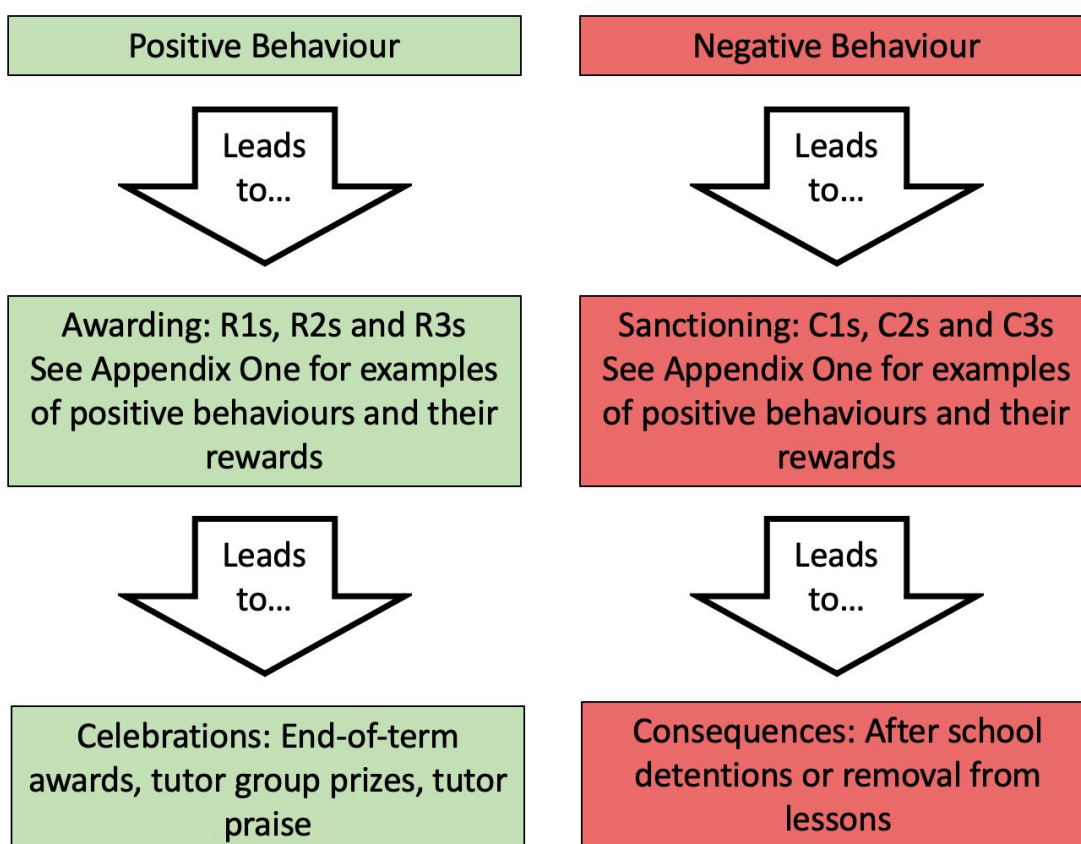 Positive Behaviour
Leads
to...
Awarding: R1s, R2s and R3s
See Appendix One for examples
of positive behaviours and their
rewards
Leads
to...
Celebrations: End-of-term
awards, tutor group prizes, tutor
praise
Negative Behaviour
Leads
to...
Sanctioning: C1s, C2s and C3s
See Appendix One for examples
of positive behaviours and their
rewards
Leads
to...
Consequences: After school
detentions or removal from
lessons